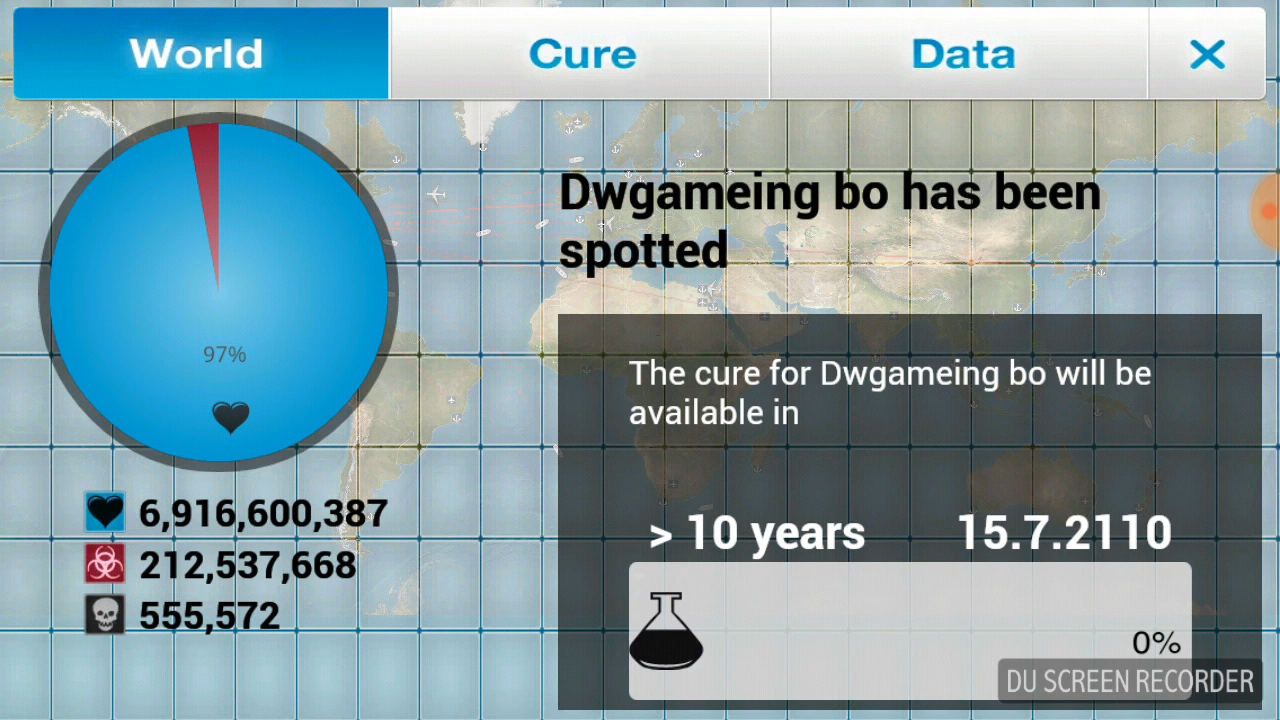 World
Cure
Data
X
Dwgameing bo has been
spotted
97%
6,916,600,387
212,537,668
555,572
The cure for Dwgameing bo will be
available in
> 10 years
15.7.2110
0%
DU SCREEN RECORDER